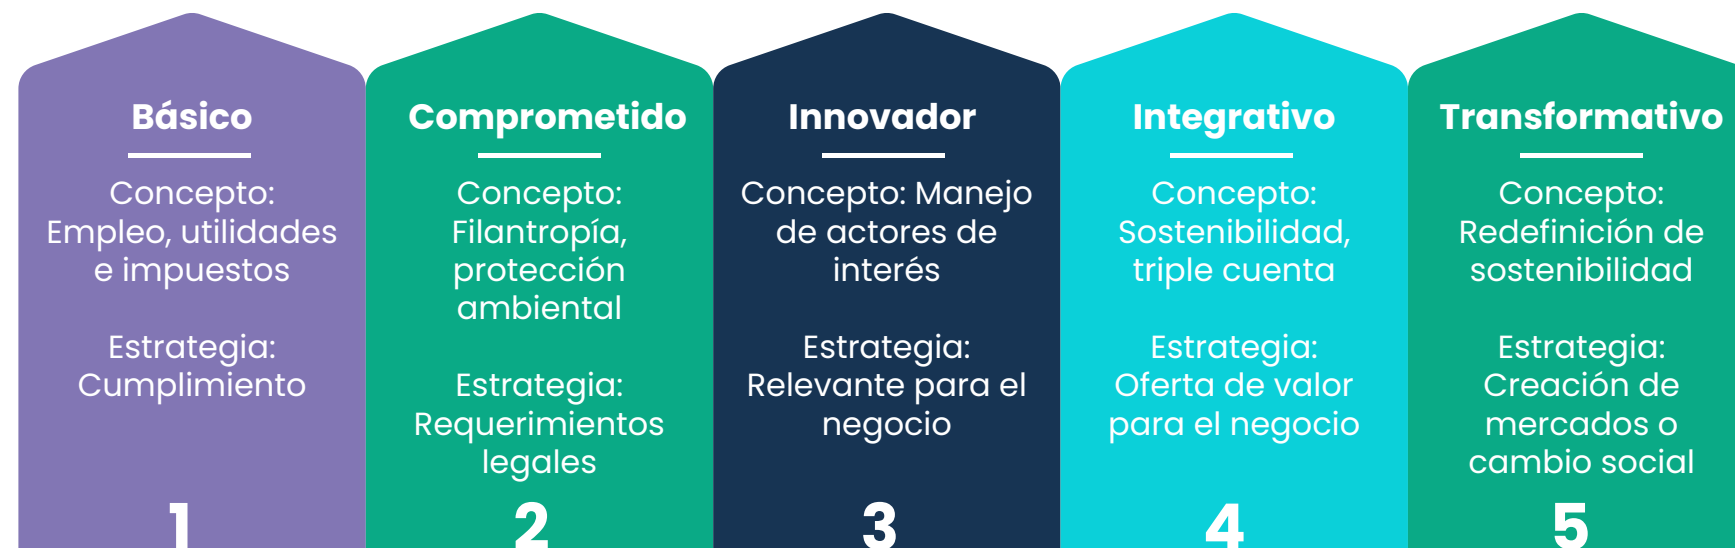 Básico
Concepto:
Empleo, utilidades
e impuestos
Estrategia:
Cumplimiento
1
Comprometido
Concepto:
Filantropía,
protección
ambiental
Estrategia:
Requerimientos
legales
2
Innovador
Concepto: Manejo
de actores de
interés
Estrategia:
Relevante para el
negocio
3
Integrativo
Concepto:
Sostenibilidad,
triple cuenta
Estrategia:
Oferta de valor
para el negocio
4
Transformativo
Concepto:
Redefinición de
sostenibilidad
Estrategia:
Creación de
mercados o
cambio social
5